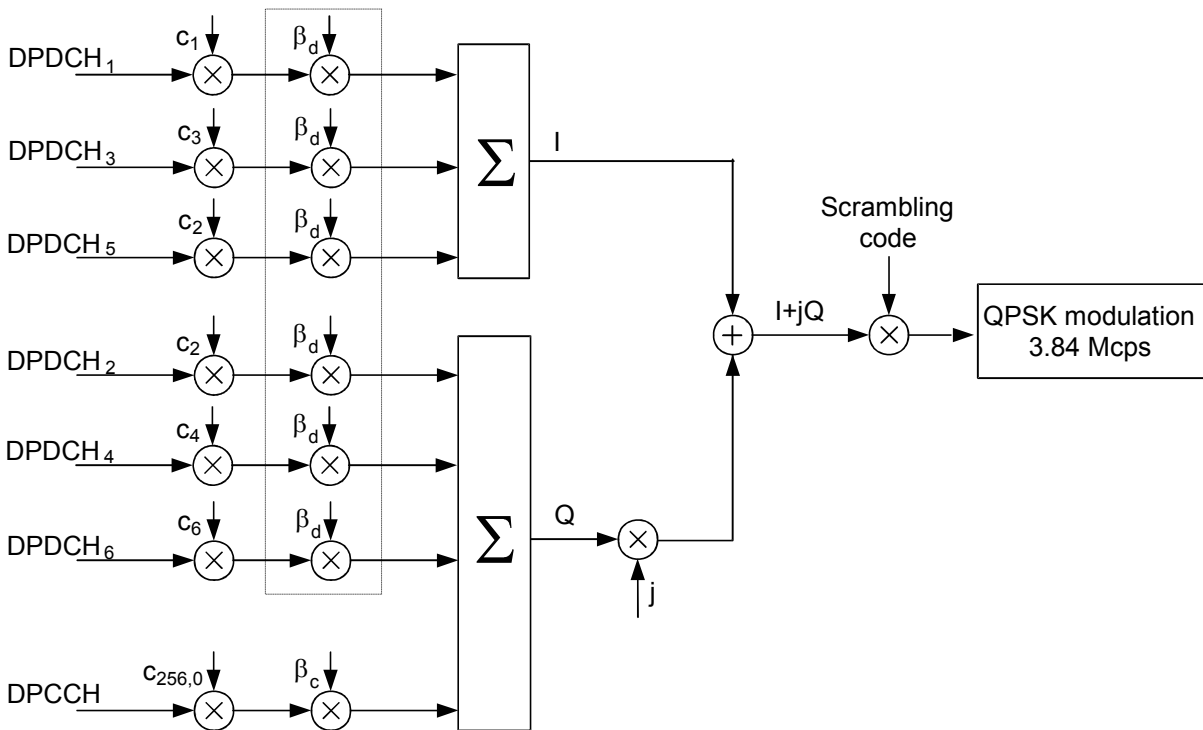 c1 βd
DPDCH1
c3 βd
DPDCH3
Σ
I
c2 βd
DPDCH5
Scrambling
code
c2 βd
DPDCH2
I+jQ
QPSK modulation
3.84 Mcps
c4 βd
DPDCH4
c6 βd
DPDCH6
Σ
Q
j
c256,0 βc
DPCCH